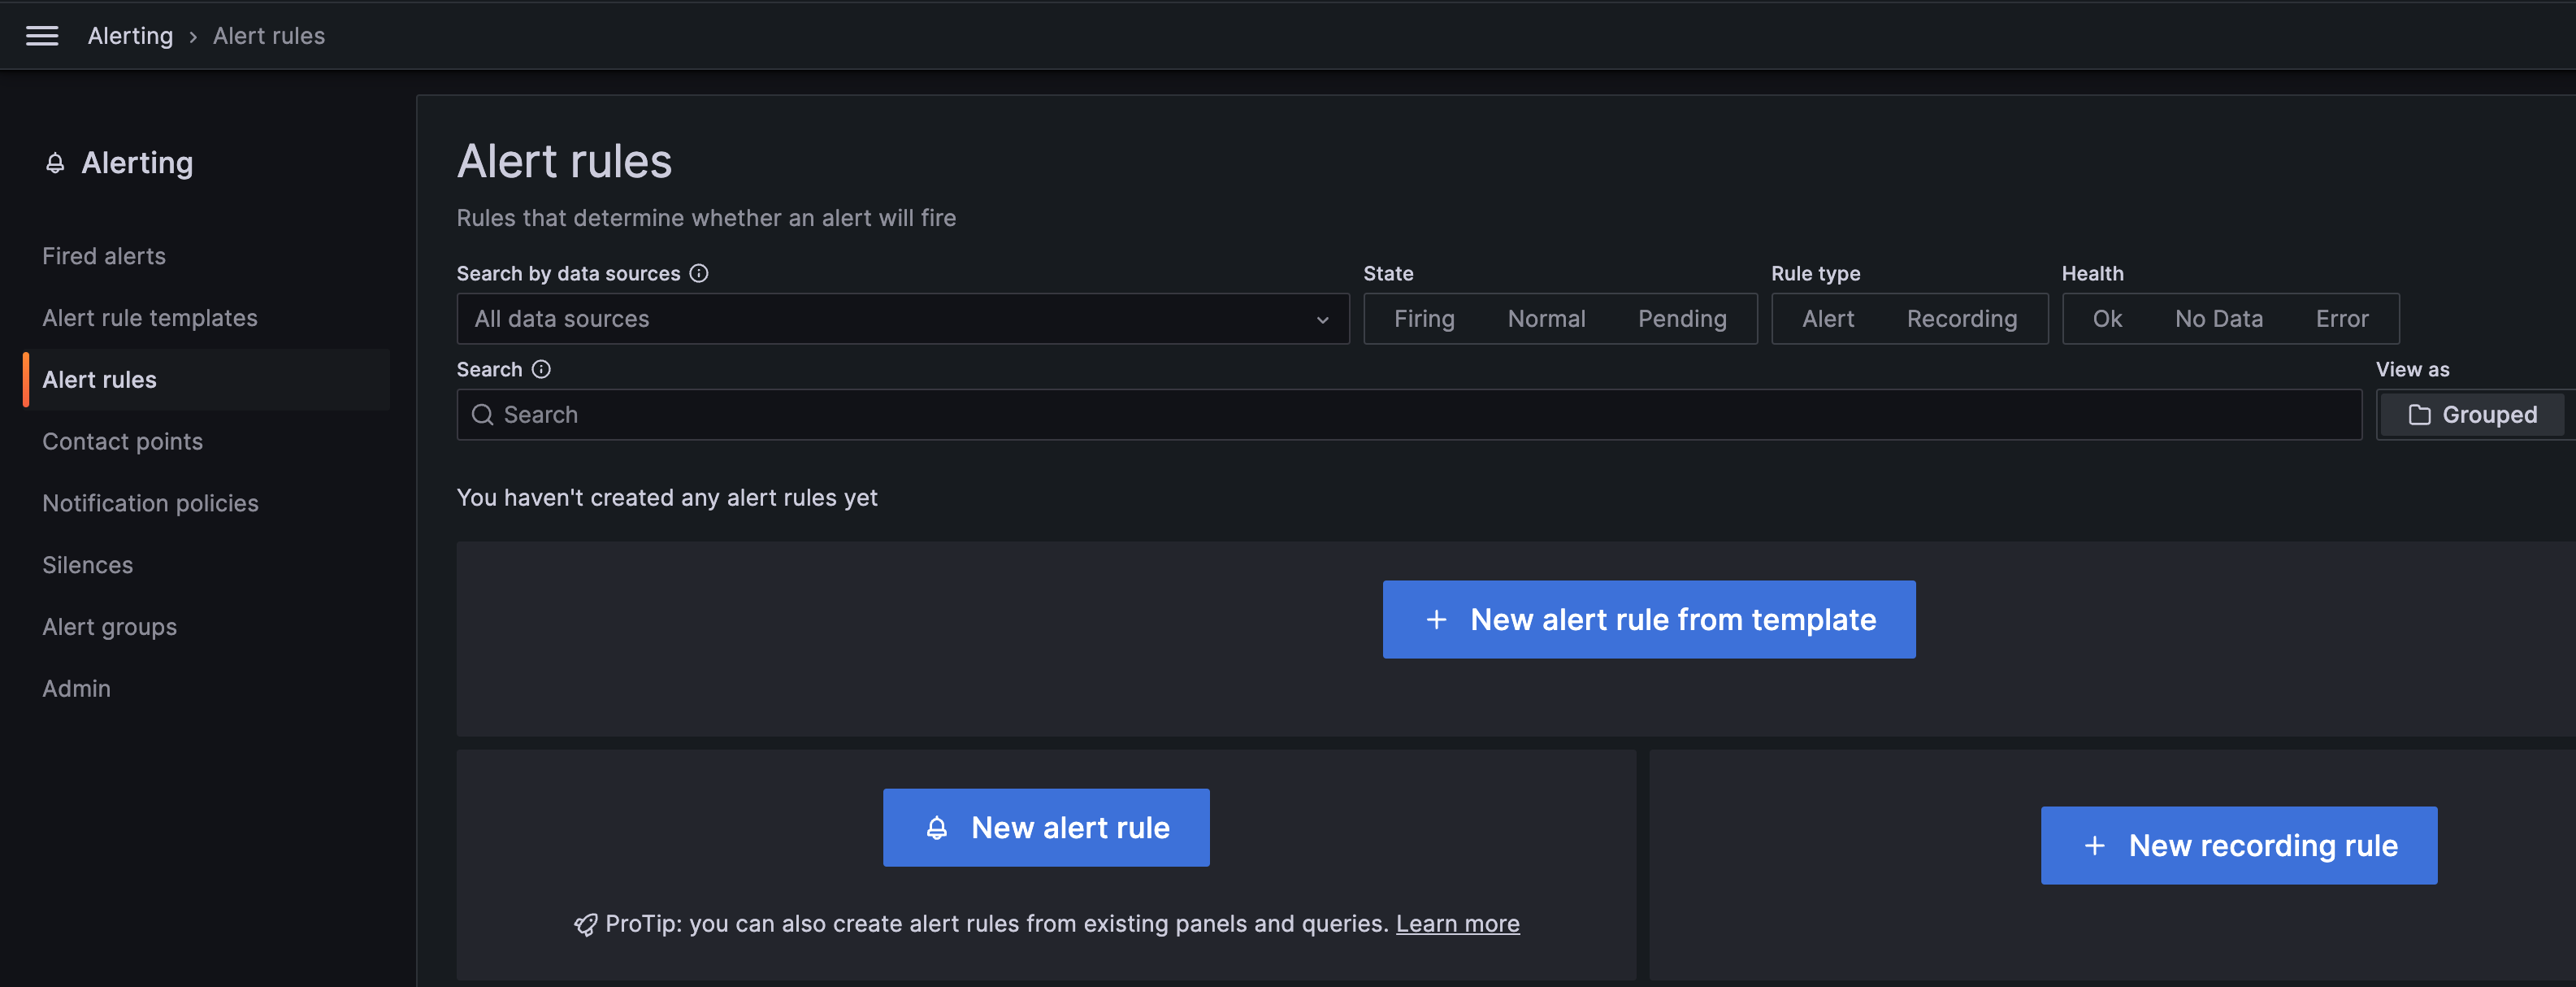 Alerting › Alert rules
Alerting
Fired alerts
Alert rule templates
Alert rules
Contact points
Notification policies
Silences
Alert groups
Admin
Alert rules
Rules that determine whether an alert will fire
Search by data sources
All data sources
State
Firing Normal Pending
Rule type
Alert Recording
Health
Ok No Data Error
Search
Search
View as
Grouped
You haven't created any alert rules yet
+ New alert rule from template
New alert rule
ProTip: you can also create alert rules from existing panels and queries. Learn more
+ New recording rule